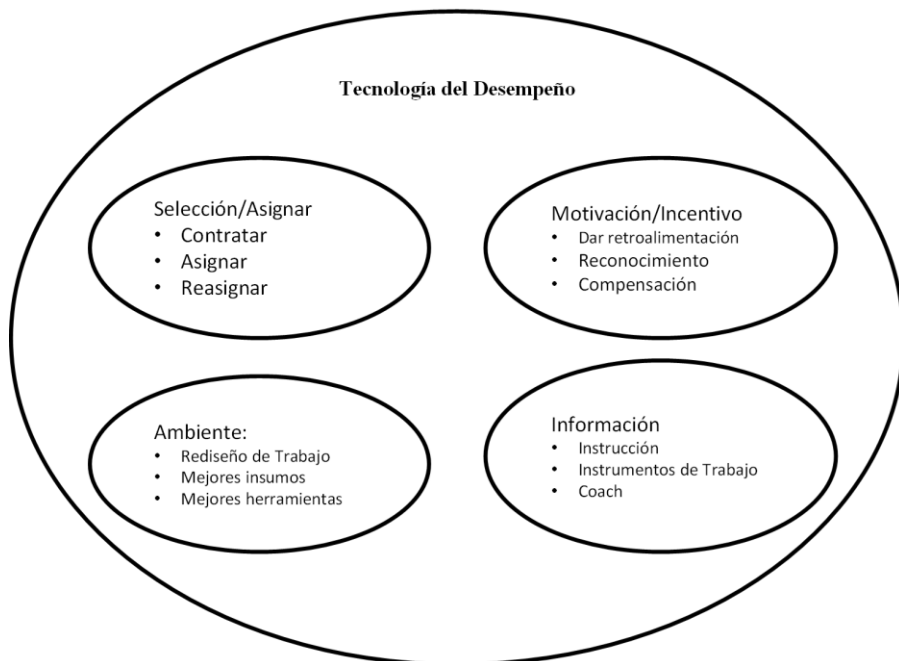 Tecnología del Desempeño
Selección/Asignar
• Contratar
• Asignar
• Reasignar
Motivación/Incentivo
• Dar retroalimentación
• Reconocimiento
• Compensación
Ambiente:
• Rediseño de Trabajo
• Mejores insumos
• Mejores herramientas
Información
• Instrucción
• Instrumentos de Trabajo
• Coach